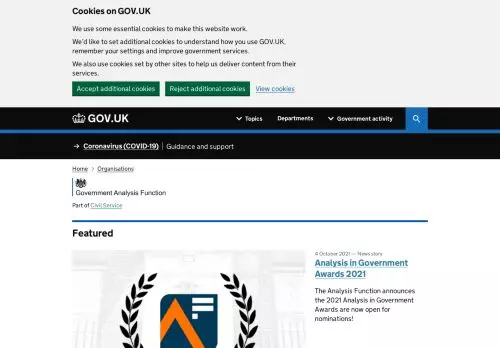 Cookies on GOV.UK
We use some essential cookies to make this website work.
We'd like to set additional cookies to understand how you use GOV.UK,
remember your settings and improve government services.
We also use cookies set by other sites to help us deliver content from their
services.
Accept additional cookies Reject additional cookies View cookies
GOV.UK Topics Departments Government activity
→ Coronavirus (COVID-19) Guidance and support
Home Organisations
Government Analysis Function
Part of Civil Service
Featured
4 October 2021 — News story
Analysis in Government
Awards 2021
The Analysis Function announces
the 2021 Analysis in Government
Awards are now open for
nominations!